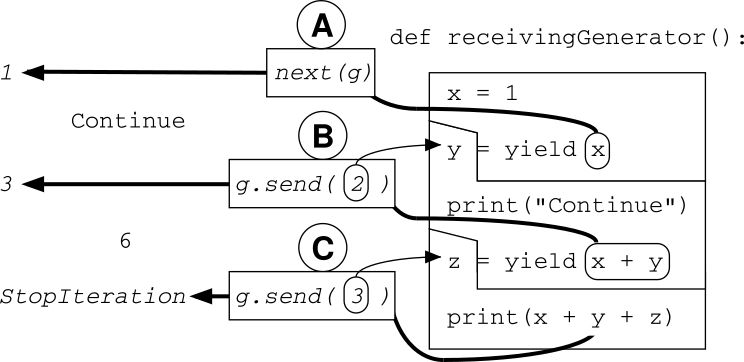 A
def receivingGenerator():
1
next(g)
x = 1
Continue
B
y = yield x
3
g.send( 2 )
print("Continue")
6
C
z = yield x + y
StopIteration
g.send( 3 )
print(x + y + z)